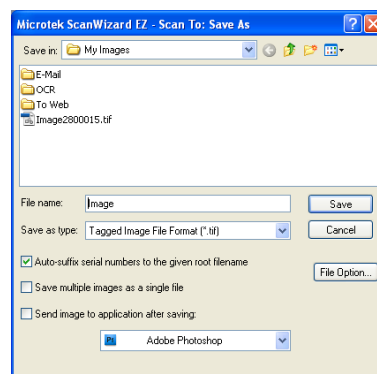 Microtek ScanWizard EZ - Scan To: Save As
Save in: My Images
E-Mail
OCR
To Web
Image2800015.tif
File name: Image Save
Save as type: Tagged Image File Format (*.tif) Cancel
Auto-suffix serial numbers to the given root filename
File Option...
Save multiple images as a single file
Send image to application after saving:
Adobe Photoshop